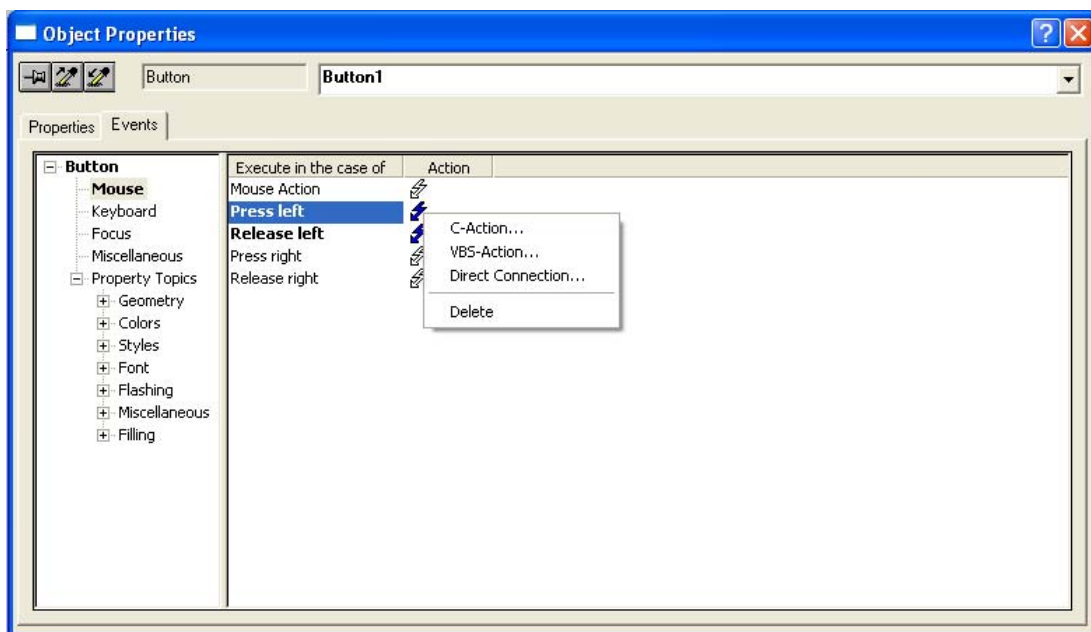 Object Properties
Button
Button1
Properties
Events
Button
Mouse
Keyboard
Focus
Miscellaneous
Property Topics
Geometry
Colors
Styles
Font
Flashing
Miscellaneous
Filling
Execute in the case of
Action
Mouse Action
Press left
Release left
Press right
Release right
C-Action...
VBS-Action...
Direct Connection...
Delete